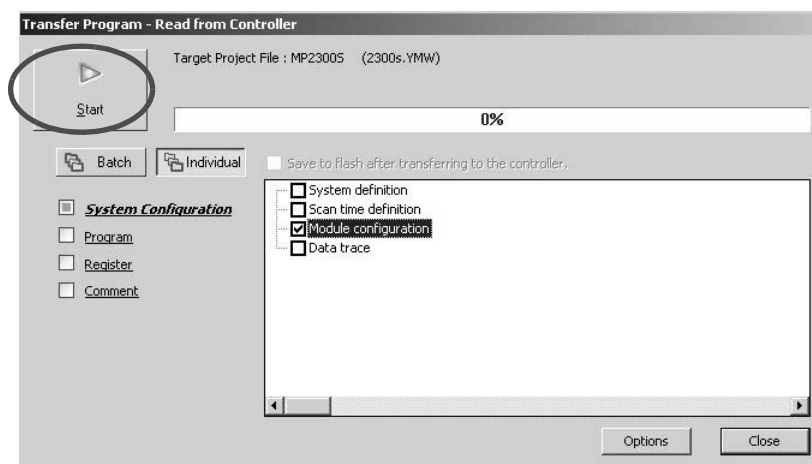 Transfer Program - Read from Controller
Target Project File : MP2300S (2300s.YMW)
Start
0%
Batch
Individual
Save to flash after transferring to the controller.
System Configuration
Program
Register
Comment
System definition
Scan time definition
Module configuration
Data trace
Options
Close